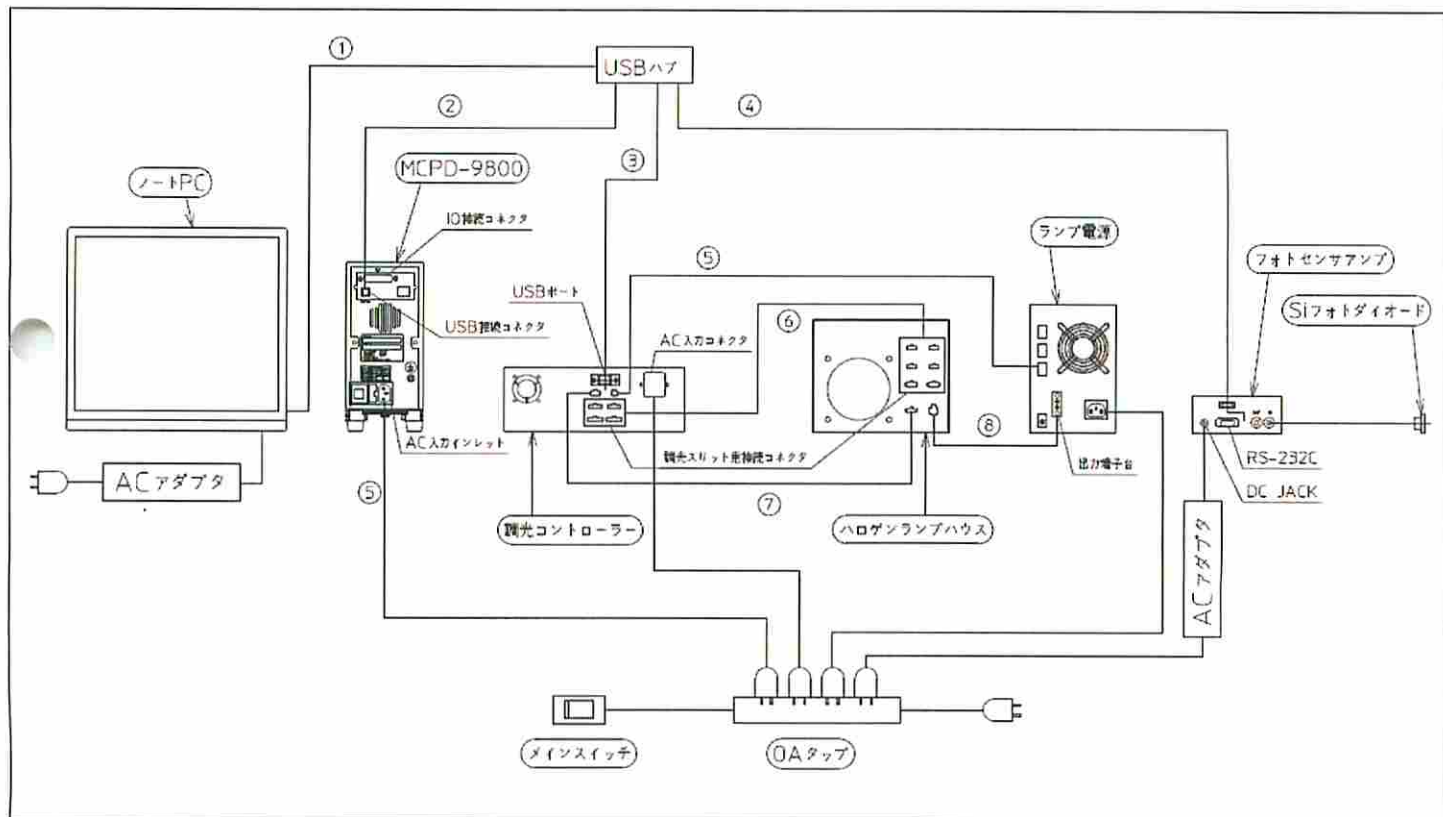 ①
USBハブ
②
④
③
MCPD-9800
ノートPC
IO接続コネクタ
ランプ電源
⑤
フォトセンサアンプ
USBポート
Siフォトダイオード
⑥
AC入力コネクタ
USB接続コネクタ
AC入力インレット
⑧
調光スリット用接続コネクタ
出力端子台
RS-232C
ACアダプタ
⑤
DC JACK
⑦
調光コントローラー
ハロゲンランプハウス
ACアダプタ
メインスイッチ
OAタップ